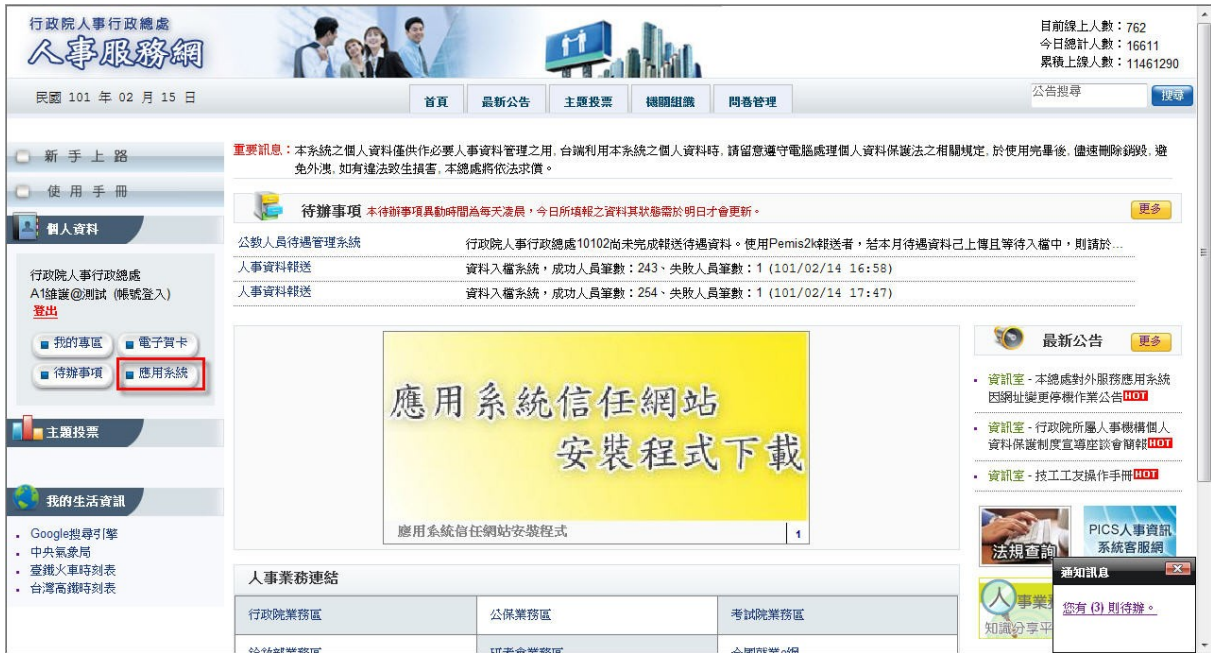 行政院人事行政總處
人事服務網
目前線上人數：762
今日總計人數：16611
累積上線人數：11461290
民國 101 年 02 月 15 日
首頁
最新公告
主題投票
機關組織
問卷管理
公告搜尋
搜尋
新手上路
使用手冊
個人資料
行政院人事行政總處
A1維護@測試 (帳號登入)
登出
我的專區
電子賀卡
待辦事項
應用系統
主題投票
我的生活資訊
Google搜尋引擎
中央氣象局
臺鐵火車時刻表
台灣高鐵時刻表
重要訊息：本系統之個人資料僅供作必要人事資料管理之用, 台端利用本系統之個人資料時, 請留意遵守電腦處理個人資料保護法之相關規定, 於使用完畢後, 儘速刪除銷毀, 避
免外洩, 如有違法致生損害, 本總處將依法求償。
待辦事項 本待辦事項異動時間為每天凌晨，今日所填報之資料其狀態需於明日才會更新。
更多
公教人員待遇管理系統 行政院人事行政總處10102尚未完成報送待遇資料。使用Pemis2k報送者，若本月待遇資料已上傳且等待入檔中，則請於...
人事資料報送 資料入檔系統，成功人員筆數：243、失敗人員筆數：1 (101/02/14 16:58)
人事資料報送 資料入檔系統，成功人員筆數：254、失敗人員筆數：1 (101/02/14 17:47)
應用系統信任網站
安裝程式下載
應用系統信任網站安裝程式
1
最新公告
更多
資訊室 - 本總處對外服務應用系統
因網址變更停機作業公告HOT
資訊室 - 行政院所屬人事機構個人
資料保護制度宣導座談會簡報HOT
資訊室 - 技工工友操作手冊HOT
法規查詢
PICS人事資訊
系統客服網
人事業
知識分享平
通知訊息
您有 (3) 則待辦。
人事業務連結
行政院業務區
公保業務區
考試院業務區